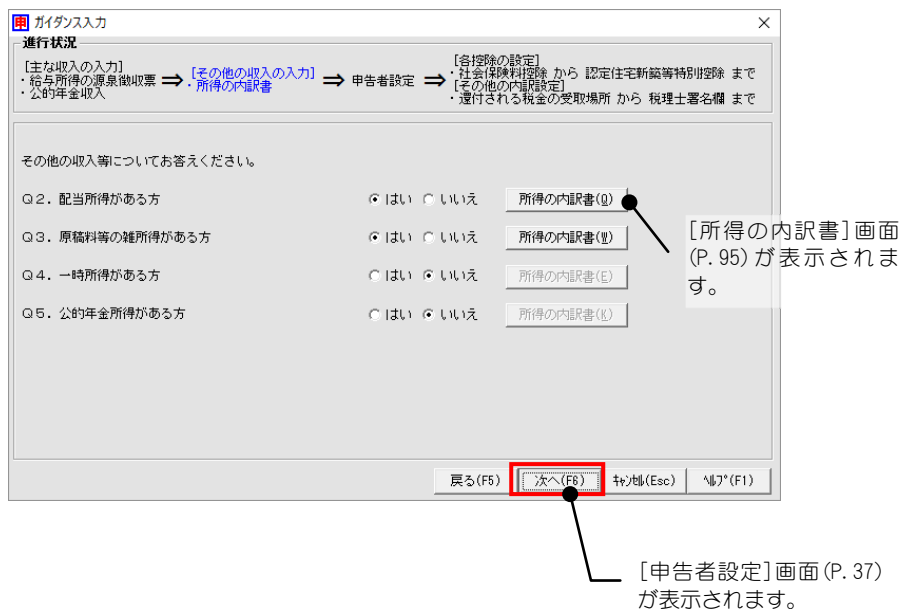 申 ガイダンス入力
進行状況
[主な収入の入力]
・給与所得の源泉徴収票
・公的年金収入
⇒
[その他の収入の入力]
・所得の内訳書
⇒ 申告者設定 ⇒
[各控除の設定]
・社会保険料控除 から 認定住宅新築等特別控除 まで
[その他の内訳設定]
・還付される税金の受取場所 から 税理士署名欄 まで
その他の収入等についてお答えください。
Q2. 配当所得がある方 はい いいえ 所得の内訳書(Q)
Q3. 原稿料等の雑所得がある方 はい いいえ 所得の内訳書(W)
Q4. 一時所得がある方 はい いいえ 所得の内訳書(E)
Q5. 公的年金所得がある方 はい いいえ 所得の内訳書(K)
[所得の内訳書]画面
(P.95)が表示されま
す。
戻る(F5) 次へ(F6) ｷｬﾝｾﾙ(Esc) ﾍﾙﾌﾟ(F1)
[申告者設定]画面(P.37)
が表示されます。